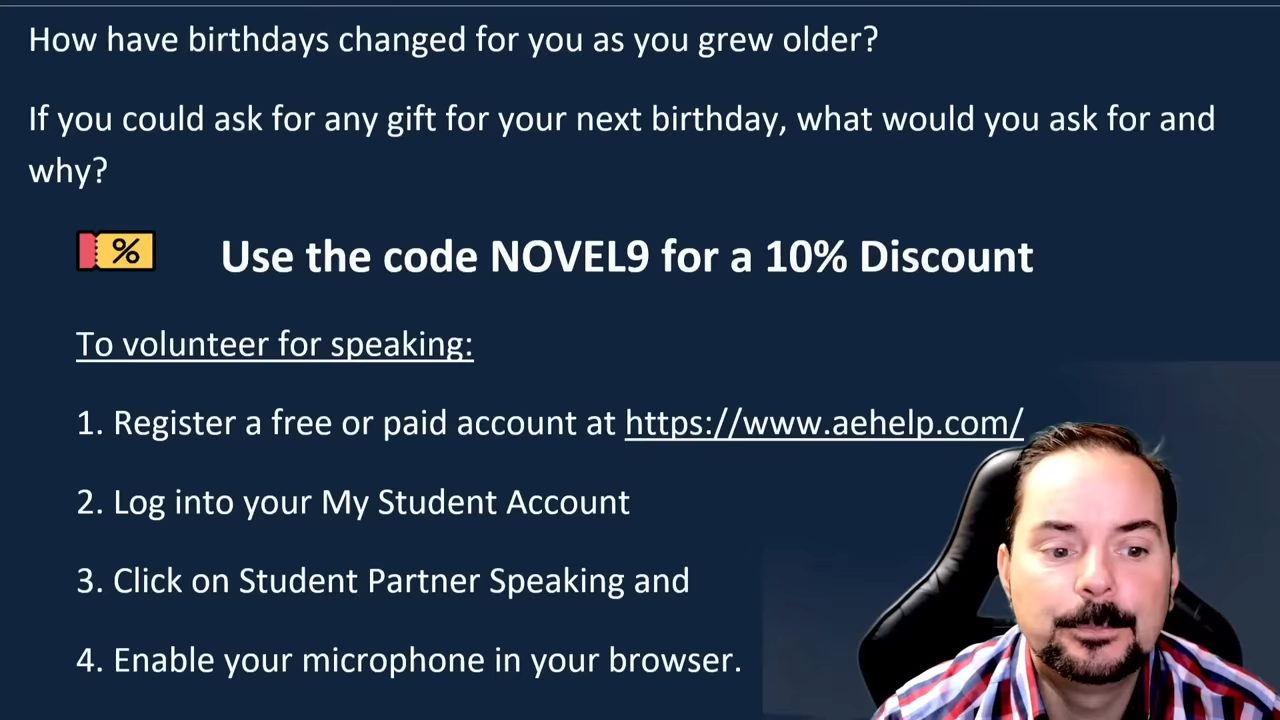 How have birthdays changed for you as you grew older?
If you could ask for any gift for your next birthday, what would you ask for and
why?
% Use the code NOVEL9 for a 10% Discount
To volunteer for speaking:
1. Register a free or paid account at https://www.aehelp.com/
2. Log into your My Student Account
3. Click on Student Partner Speaking and
4. Enable your microphone in your browser.